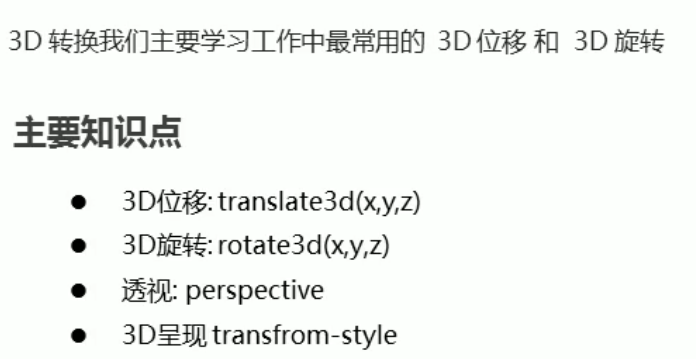 3D 转换我们主要学习工作中最常用的 3D 位移 和 3D 旋转
主要知识点
● 3D位移: translate3d(x,y,z)
● 3D旋转: rotate3d(x,y,z)
● 透视: perspective
● 3D呈现 transfrom-style